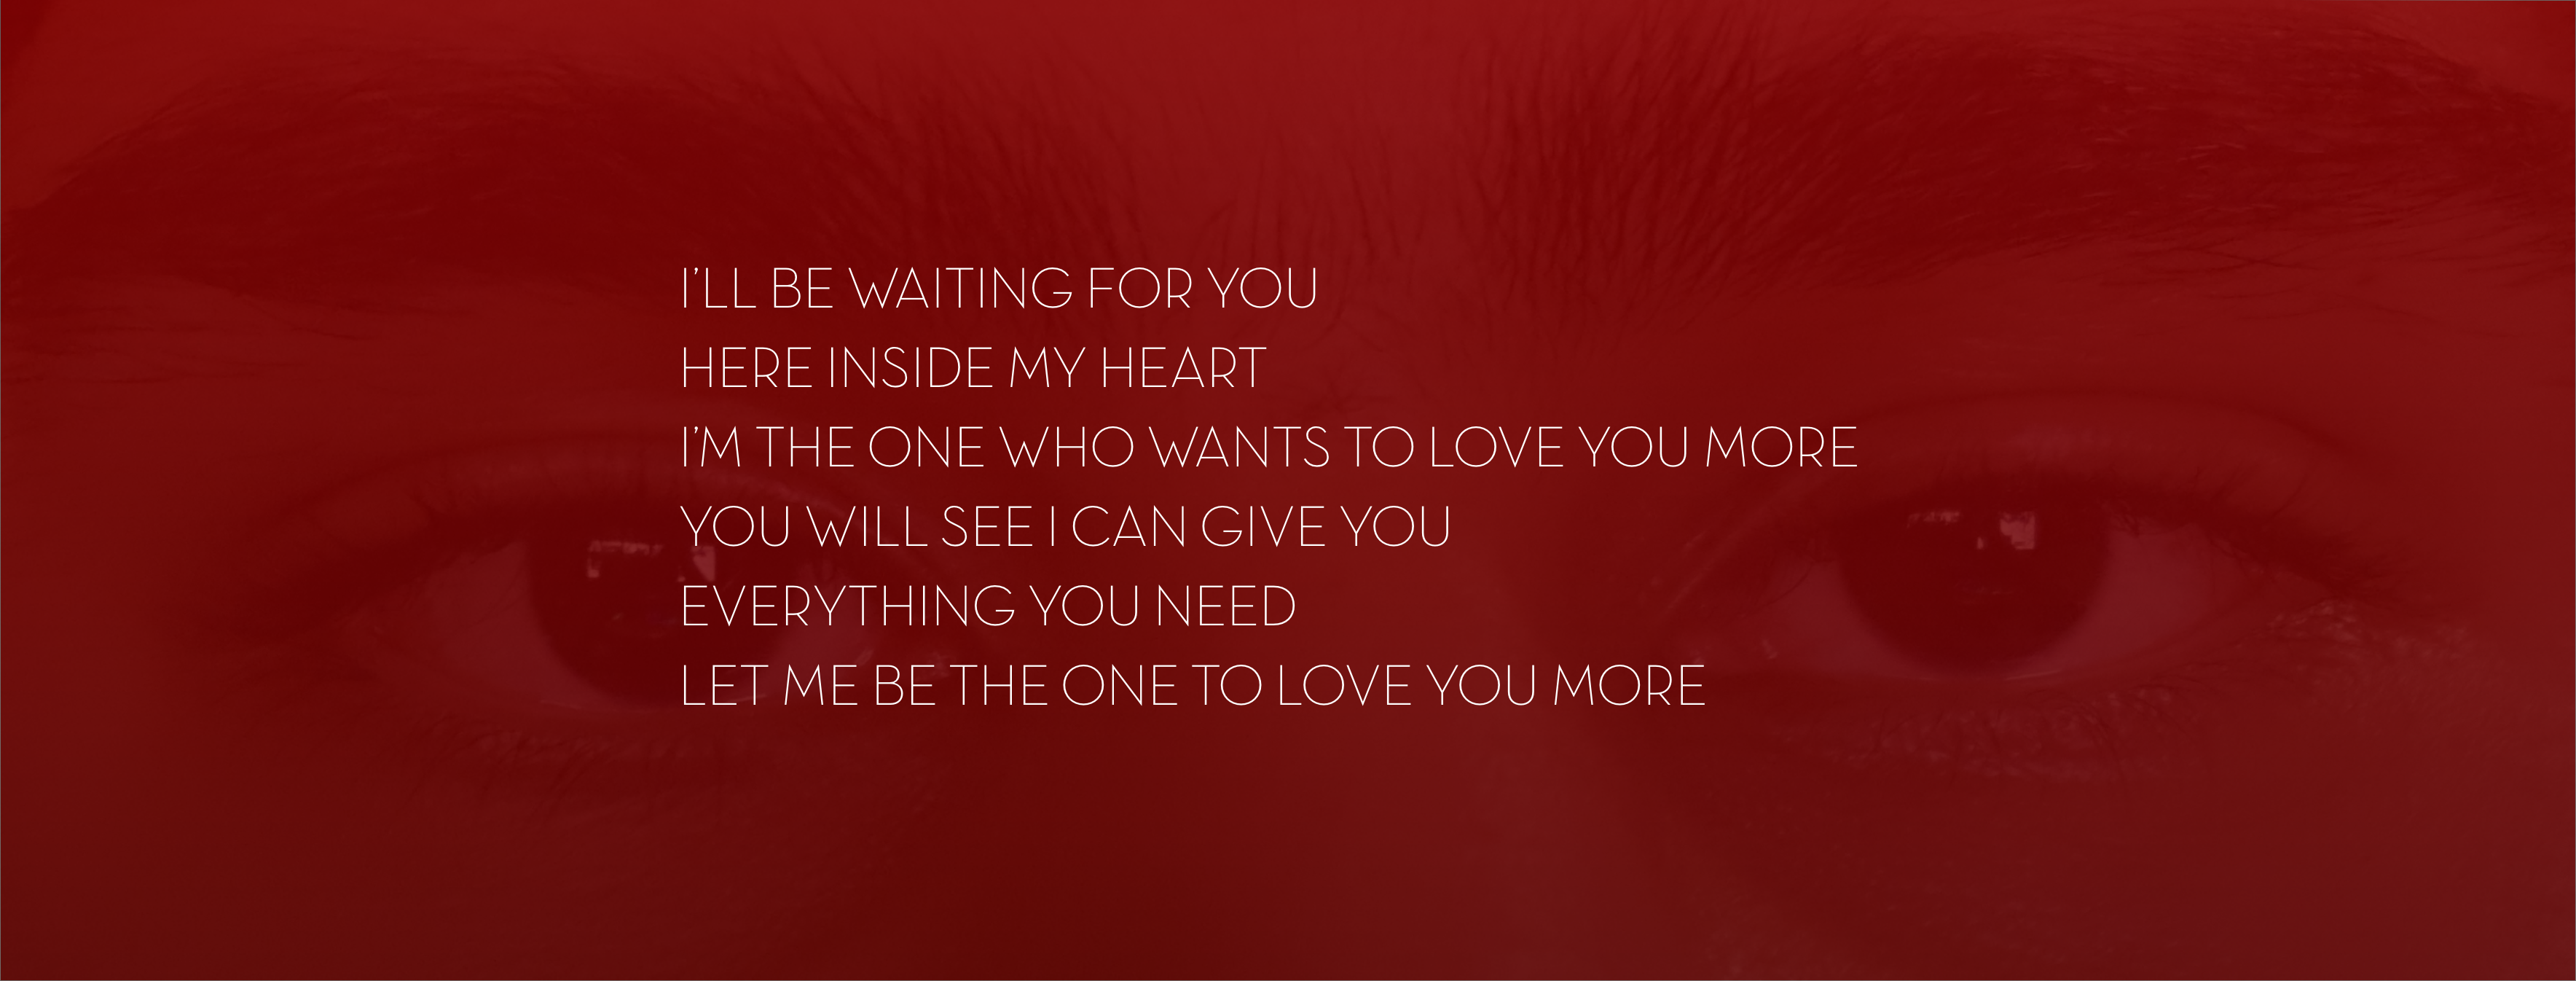 I'LL BE WAITING FOR YOU
HERE INSIDE MY HEART
I'M THE ONE WHO WANTS TO LOVE YOU MORE
YOU WILL SEE I CAN GIVE YOU
EVERYTHING YOU NEED
LET ME BE THE ONE TO LOVE YOU MORE